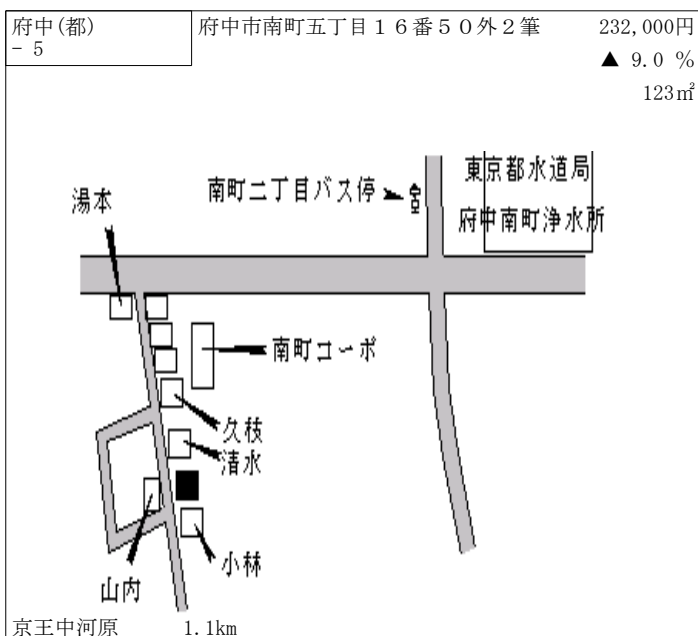 府中(都)
- 5
府中市南町五丁目１６番５０外２筆
232,000円
▲ 9.0 %
123㎡
東京都水道局
府中南町浄水所
南町二丁目バス停
湯本
南町コーポ
久枝
清水
小林
山内
京王中河原 1.1km